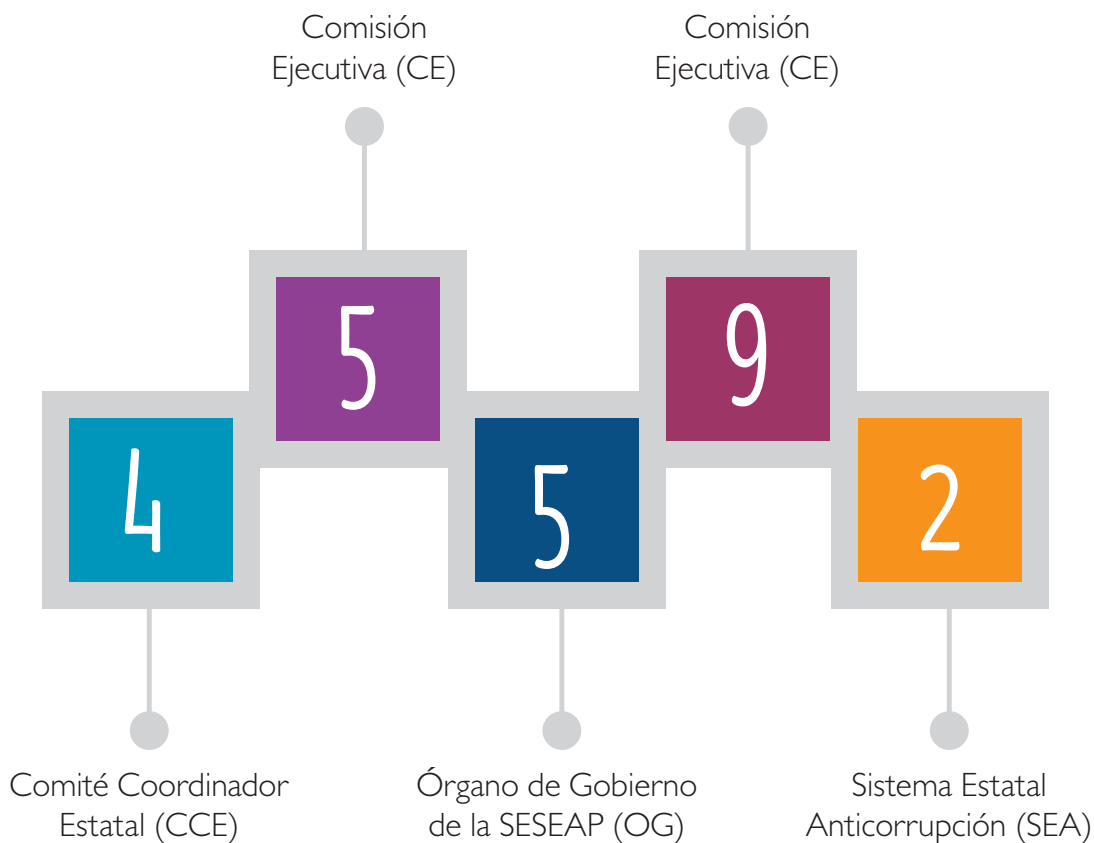 Comisión
Ejecutiva (CE)
Comisión
Ejecutiva (CE)
5
9
4
5
2
Comité Coordinador
Estatal (CCE)
Órgano de Gobierno
de la SESEAP (OG)
Sistema Estatal
Anticorrupción (SEA)